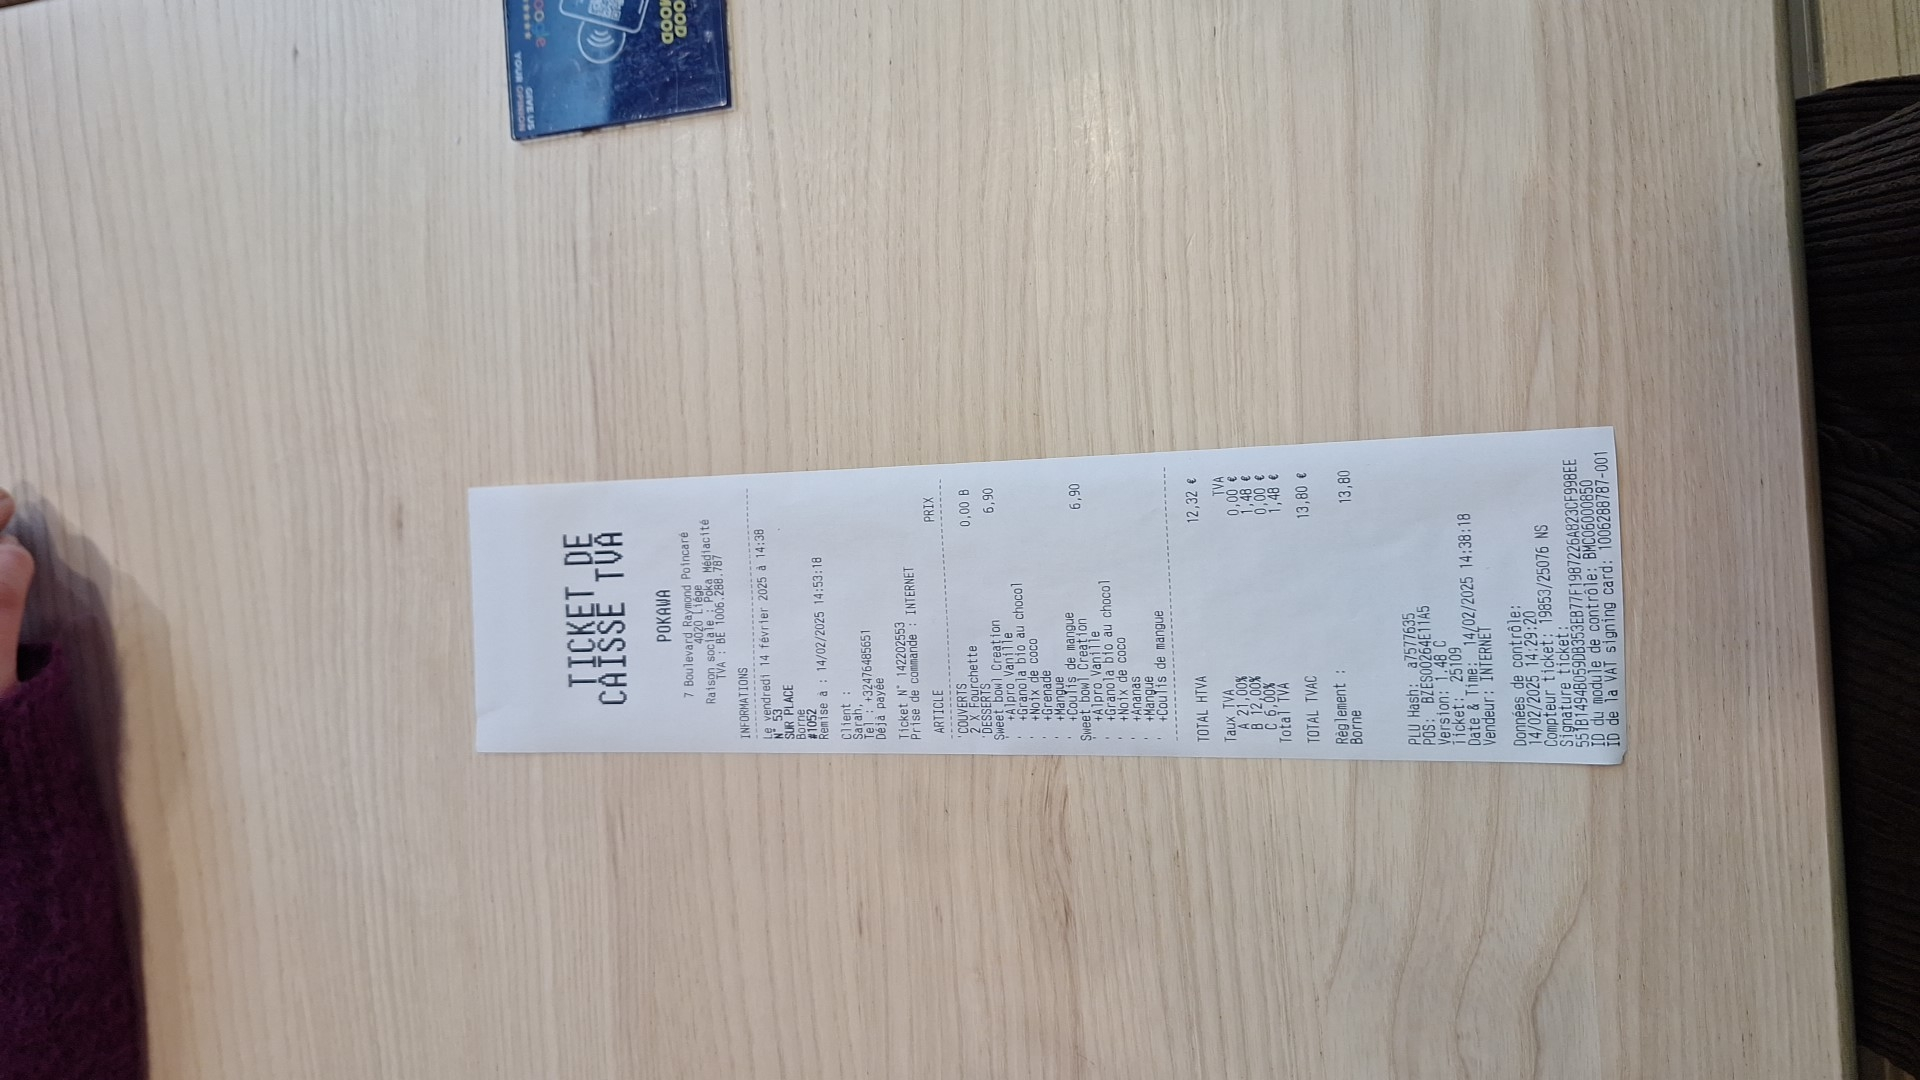 TICKET DE
CAISSE TVA
POKAWA
7 Boulevard Raymond Poincaré
4020 Liège
Raison sociale : Poka Médiacité
TVA : BE 1006.288.787
INFORMATIONS
Le vendredi 14 février 2025 à 14:38
N° 53
SUR PLACE
Borne
#1052
Remise à : 14/02/2025 14:53:18
Client :
Sarah,
Tel : +32476485651
Déjà payée
Ticket N° 142202553
Prise de commande : INTERNET
ARTICLE PRIX
'COUVERTS
2 X Fourchette 0,00 B
'DESSERTS
Sweet bowl Creation 6,90
- +Alpro Vanille
- +Granola bio au chocol
- +Noix de coco
- +Grenade
- +Mangue
- +Coulis de mangue
Sweet bowl Creation 6,90
- +Alpro Vanille
- +Granola bio au chocol
- +Noix de coco
- +Ananas
- +Mangue
- +Coulis de mangue
TOTAL HTVA 12,32 €
Taux TVA TVA
A 21,00% 0,00 €
B 12,00% 1,48 €
C 6,00% 0,00 €
Total TVA 1,48 €
TOTAL TVAC 13,80 €
Règlement :
Borne 13,80
PLU Hash: a7577635
POS: BZES00264E11A5
Version: 1,48 C
Ticket: 25109
Date & Time: 14/02/2025 14:38:18
Vendeur: INTERNET
Données de contrôle:
14/02/2025 14:29:20
Compteur ticket: 19853/25076 NS
Signature ticket:
ID du module de contrôle: BMC06000850
ID de la VAT signing card: 1006288787-001
GIVE US
YOUR OPINION